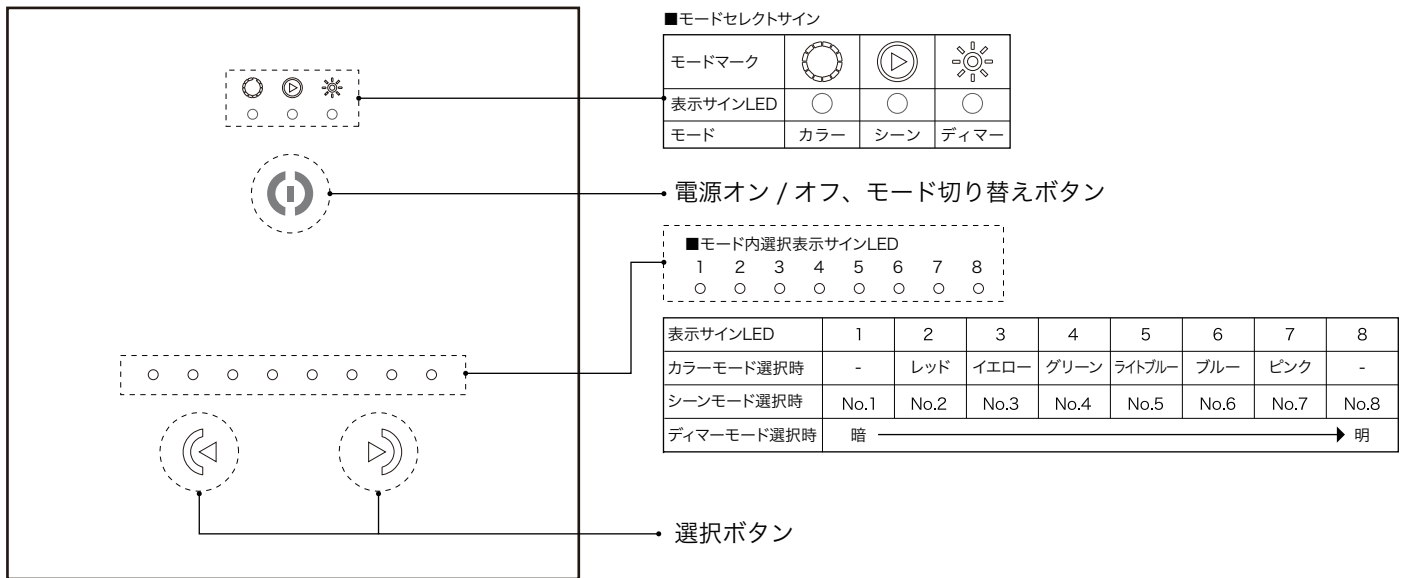 ■モードセレクトサイン
モードマーク
表示サインLED
モード カラー シーン ディマー
電源オン / オフ、モード切り替えボタン
■モード内選択表示サインLED
1 2 3 4 5 6 7 8
表示サインLED 1 2 3 4 5 6 7 8
カラーモード選択時 - レッド イエロー グリーン ライトブルー ブルー ピンク -
シーンモード選択時 No.1 No.2 No.3 No.4 No.5 No.6 No.7 No.8
ディマーモード選択時 暗 明
選択ボタン